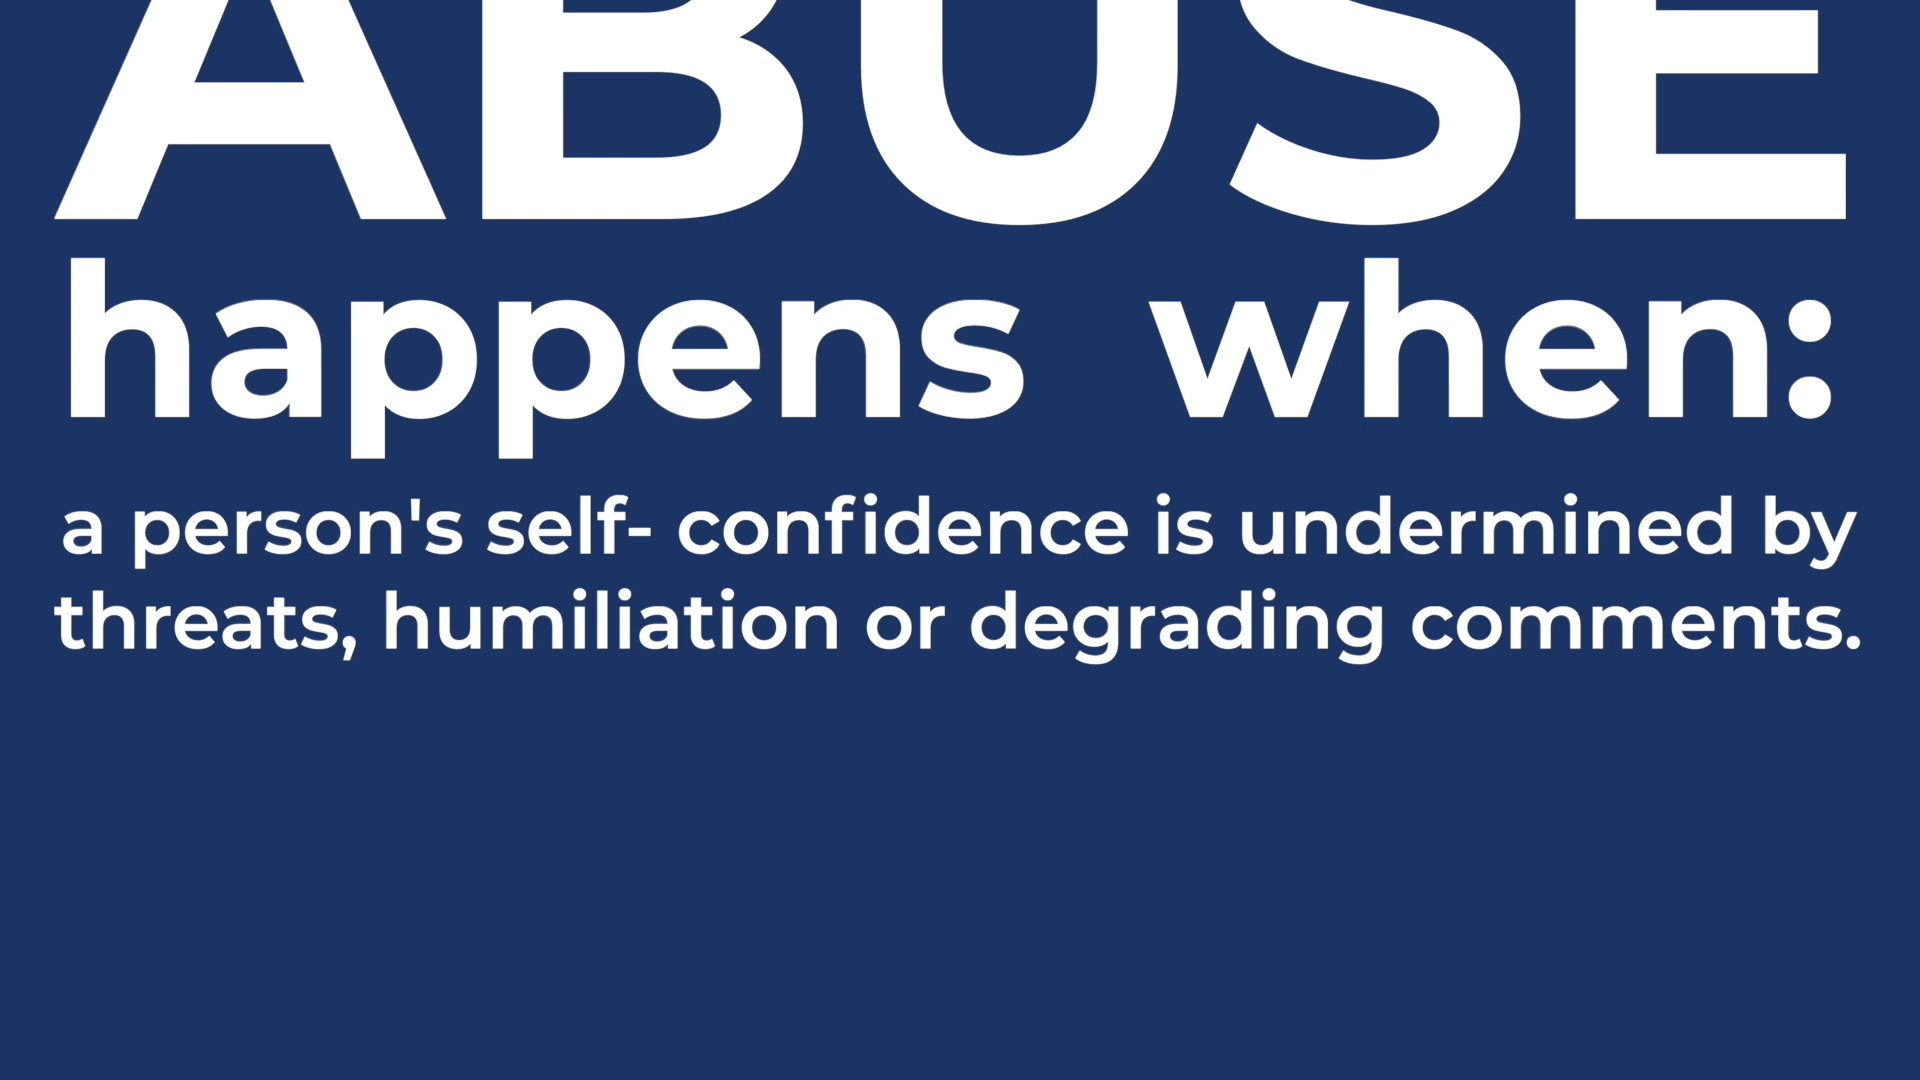 ABUSE
happens when:
a person's self- confidence is undermined by
threats, humiliation or degrading comments.